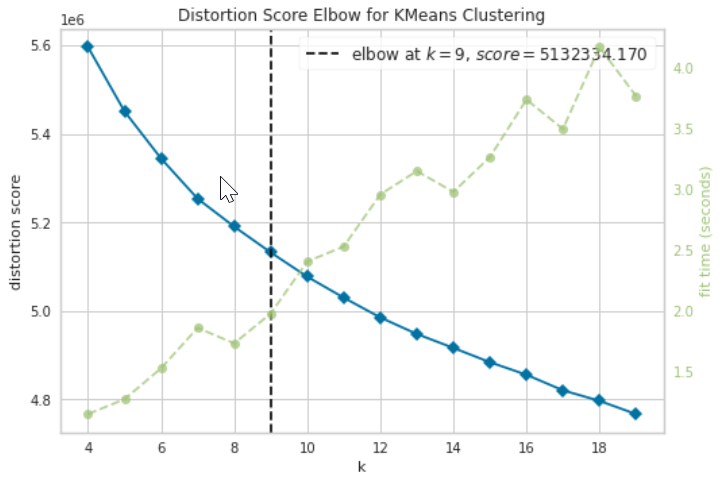 Distortion Score Elbow for KMeans Clustering
1e6
elbow at k = 9, score = 5132334.170
5.6
5.4
5.2
5.0
4.8
distortion score
4.0
3.5
3.0
2.5
2.0
1.5
fit time (seconds)
4 6 8 10 12 14 16 18
k